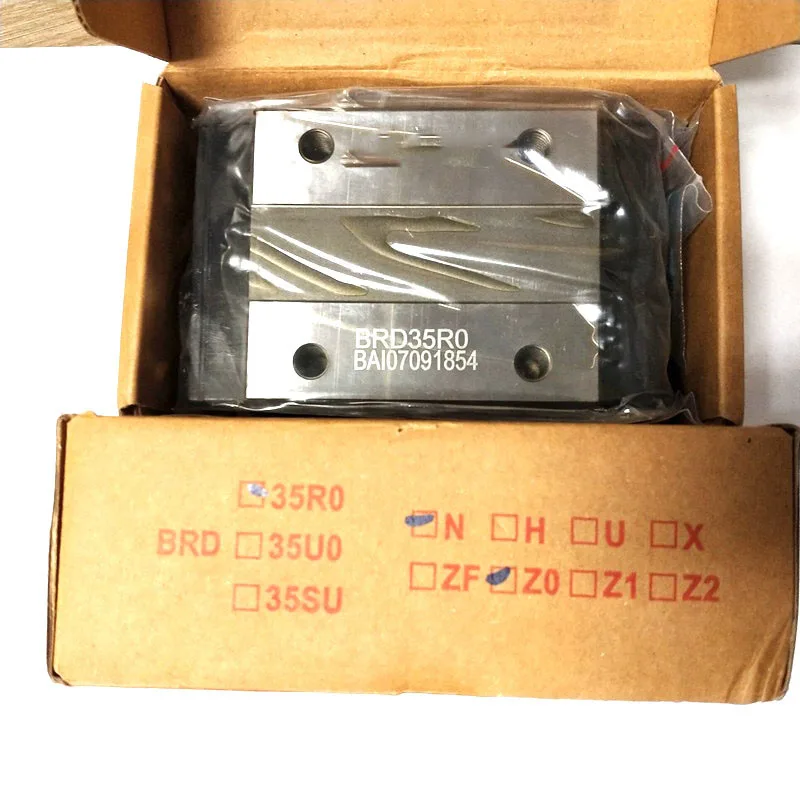 BRD35R0
BAI07091854
BRD
35R0
35U0
35SU
N H U X
ZF Z0 Z1 Z2